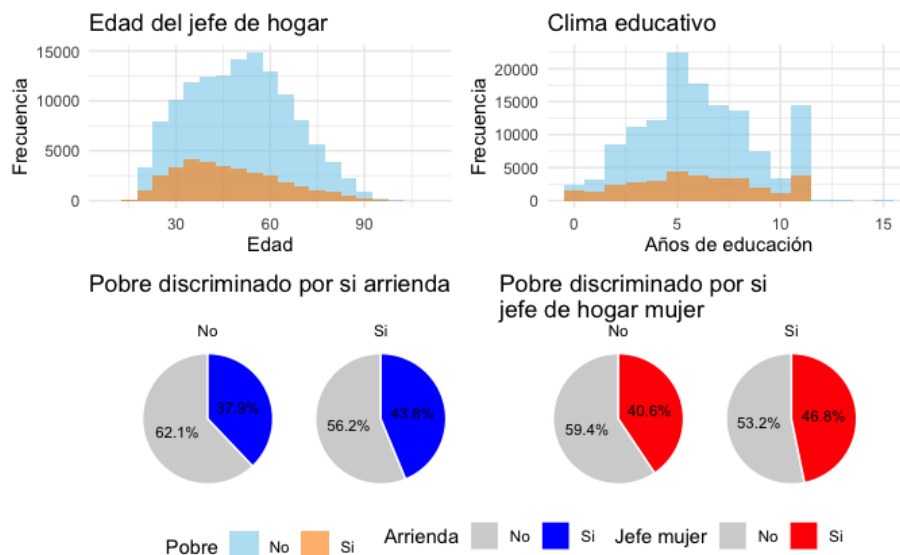 Edad del jefe de hogar
15000
10000
5000
0
Frecuencia
30 60 90
Edad
Clima educativo
20000
15000
10000
5000
0
Frecuencia
0 5 10 15
Años de educación
Pobre discriminado por si arrienda
No Si
37.9%
62.1%
43.8%
56.2%
Pobre discriminado por si
jefe de hogar mujer
No Si
40.6%
59.4%
46.8%
53.2%
Pobre No Si
Arrienda No Si
Jefe mujer No Si